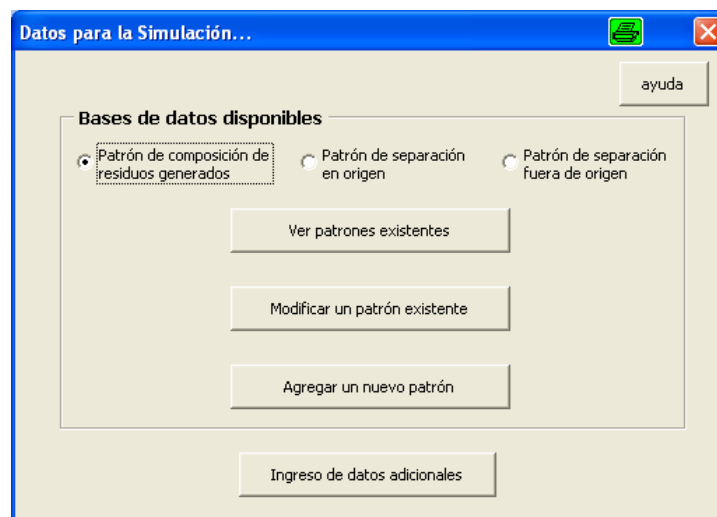 Datos para la Simulación...
ayuda
Bases de datos disponibles
Patrón de composición de
residuos generados
Patrón de separación
en origen
Patrón de separación
fuera de origen
Ver patrones existentes
Modificar un patrón existente
Agregar un nuevo patrón
Ingreso de datos adicionales